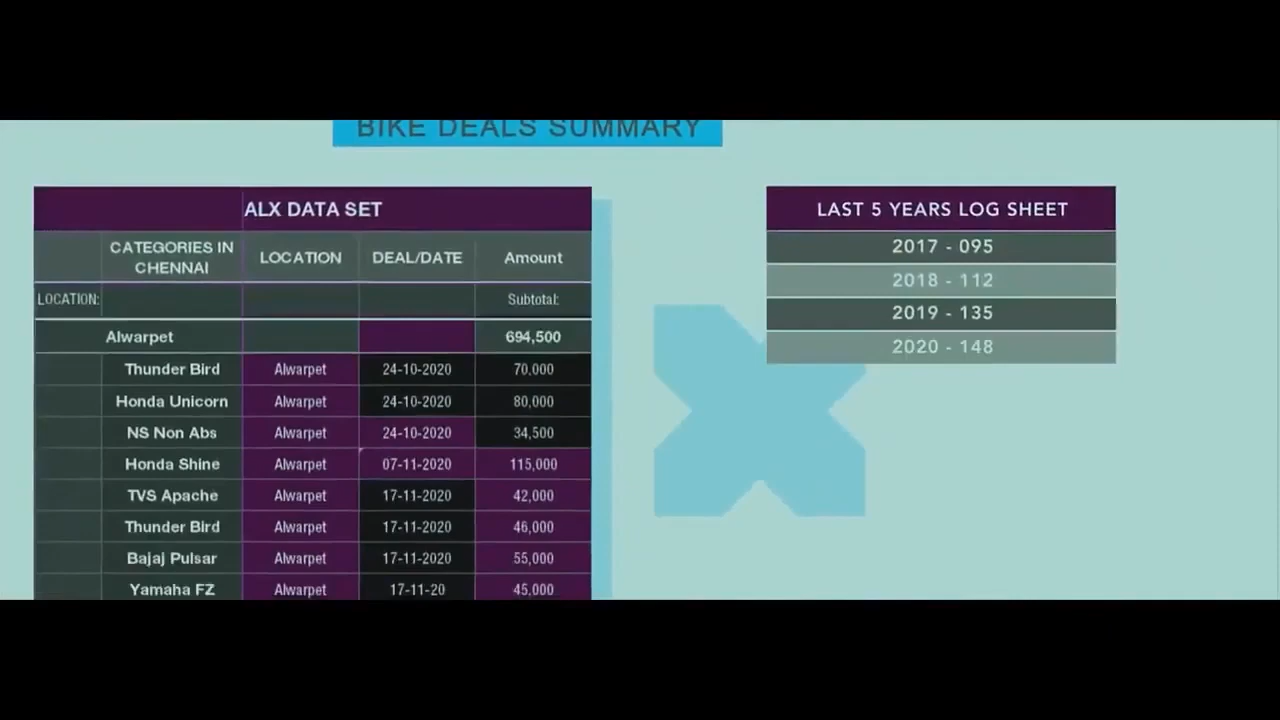 BIKE DEALS SUMMARY
ALX DATA SET
CATEGORIES IN CHENNAI LOCATION DEAL/DATE Amount
LOCATION: Subtotal:
Alwarpet 694,500
Thunder Bird Alwarpet 24-10-2020 70,000
Honda Unicorn Alwarpet 24-10-2020 80,000
NS Non Abs Alwarpet 24-10-2020 34,500
Honda Shine Alwarpet 07-11-2020 115,000
TVS Apache Alwarpet 17-11-2020 42,000
Thunder Bird Alwarpet 17-11-2020 46,000
Bajaj Pulsar Alwarpet 17-11-2020 55,000
Yamaha FZ Alwarpet 17-11-20 45,000
LAST 5 YEARS LOG SHEET
2017 - 095
2018 - 112
2019 - 135
2020 - 148